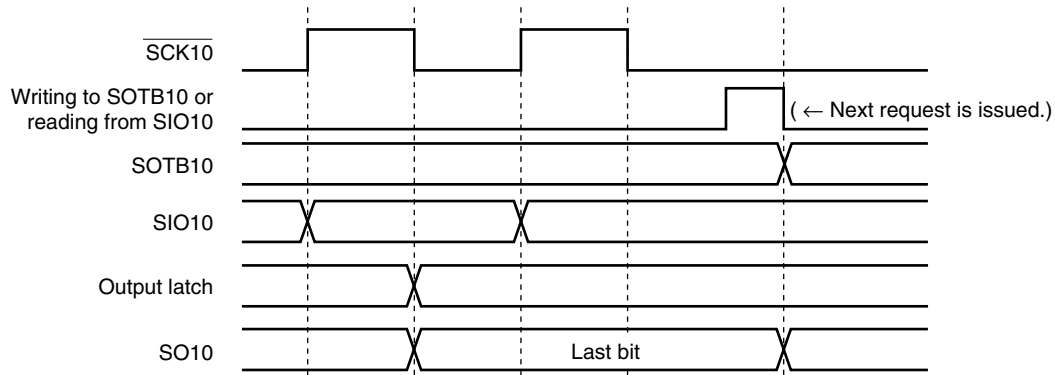 SCK10
Writing to SOTB10 or
reading from SIO10
( ← Next request is issued.)
SOTB10
SIO10
Output latch
SO10
Last bit